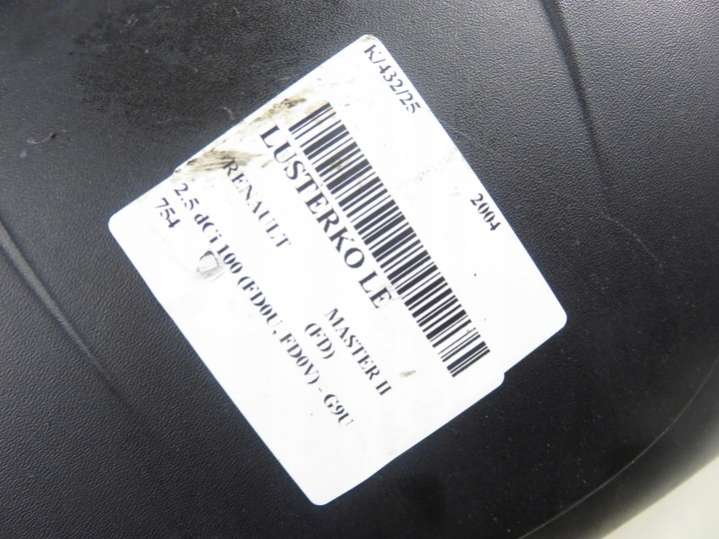 K/432/25 2004
LUSTERKO LE
RENAULT MASTER II
(FD)
2.5 dCi 100 (FD0U, FD0V) - G9U
754